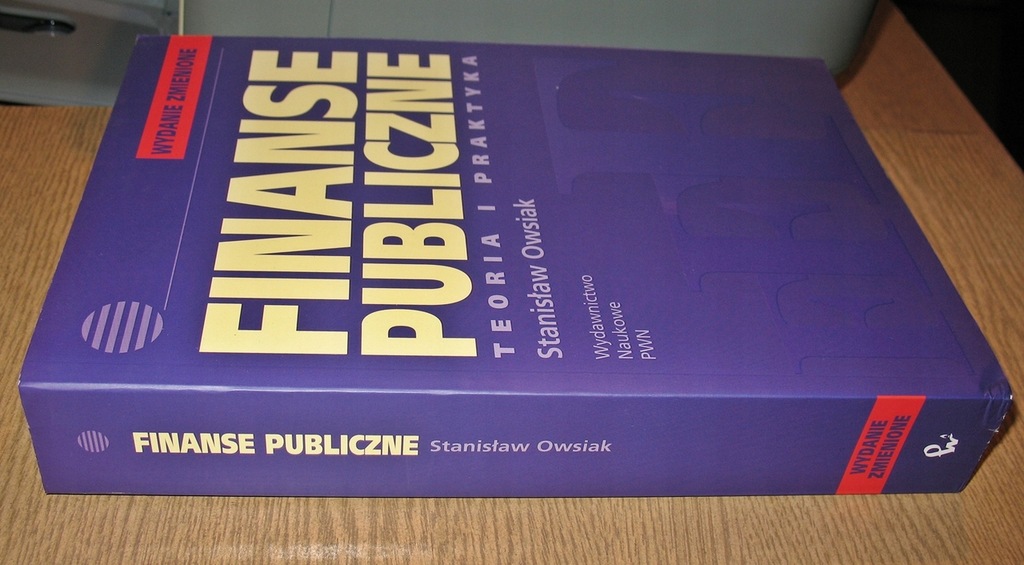 WYDANIE ZMIENIONE
FINANSE
PUBLICZNE
TEORIA I PRAKTYKA
Stanisław Owsiak
Wydawnictwo
Naukowe
PWN
FINANSE PUBLICZNE Stanisław Owsiak
WYDANIE
ZMIENIONE